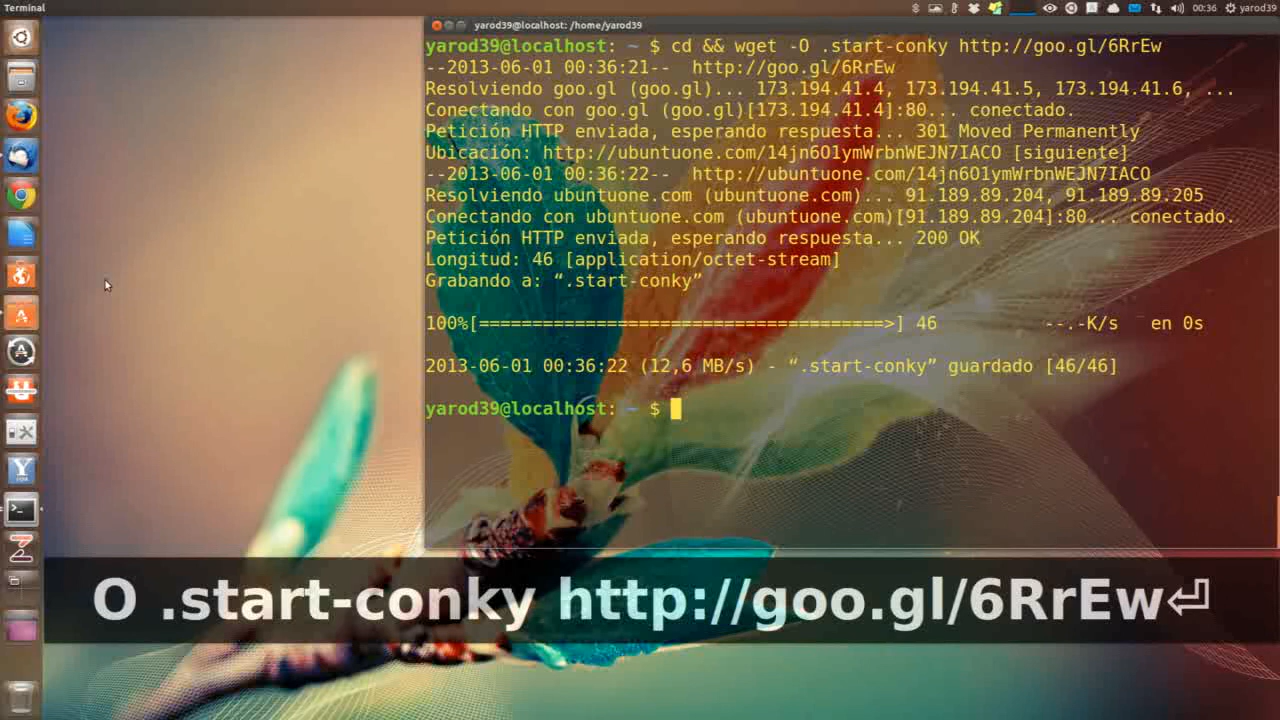 Terminal
00:36
yarod39
yarod39@localhost: /home/yarod39
yarod39@localhost: ~ $ cd && wget -O .start-conky http://goo.gl/6RrEw
--2013-06-01 00:36:21--  http://goo.gl/6RrEw
Resolviendo goo.gl (goo.gl)... 173.194.41.4, 173.194.41.5, 173.194.41.6, ...
Conectando con goo.gl (goo.gl)[173.194.41.4]:80... conectado.
Petición HTTP enviada, esperando respuesta... 301 Moved Permanently
Ubicación: http://ubuntuone.com/14jn6O1ymWrbnWEJN7IACO [siguiente]
--2013-06-01 00:36:22--  http://ubuntuone.com/14jn6O1ymWrbnWEJN7IACO
Resolviendo ubuntuone.com (ubuntuone.com)... 91.189.89.204, 91.189.89.205
Conectando con ubuntuone.com (ubuntuone.com)[91.189.89.204]:80... conectado.
Petición HTTP enviada, esperando respuesta... 200 OK
Longitud: 46 [application/octet-stream]
Grabando a: “.start-conky”
100%[======================================>] 46          --.-K/s   en 0s
2013-06-01 00:36:22 (12,6 MB/s) - “.start-conky” guardado [46/46]
yarod39@localhost: ~ $
O .start-conky http://goo.gl/6RrEw⏎